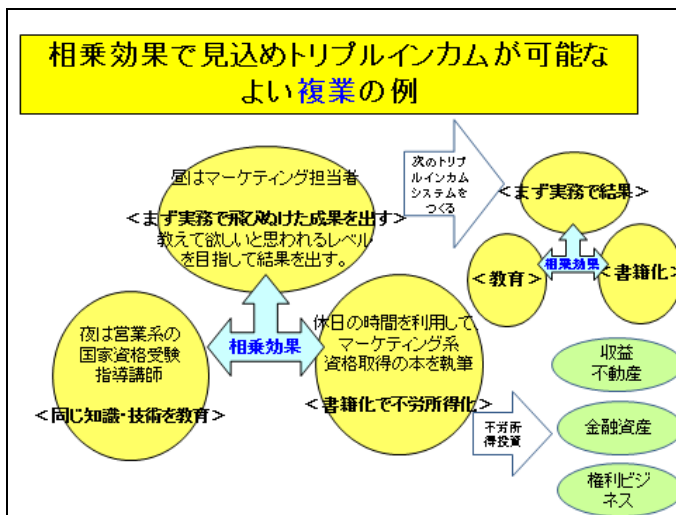 相乗効果で見込めトリプルインカムが可能な
よい複業の例
昼はマーケティング担当者
<まず実務で飛びぬけた成果を出す>
教えて欲しいと思われるレベル
を目指して結果を出す。
次のトリプ
ルインカム
システムを
つくる
<まず実務で結果>
相乗効果
<教育>
<書籍化>
夜は営業系の
国家資格受験
指導講師
<同じ知識・技術を教育>
相乗効果
休日の時間を利用して、
マーケティング系
資格取得の本を執筆
<書籍化で不労所得化>
不労所
得投資
収益
不動産
金融資産
権利ビジ
ネス